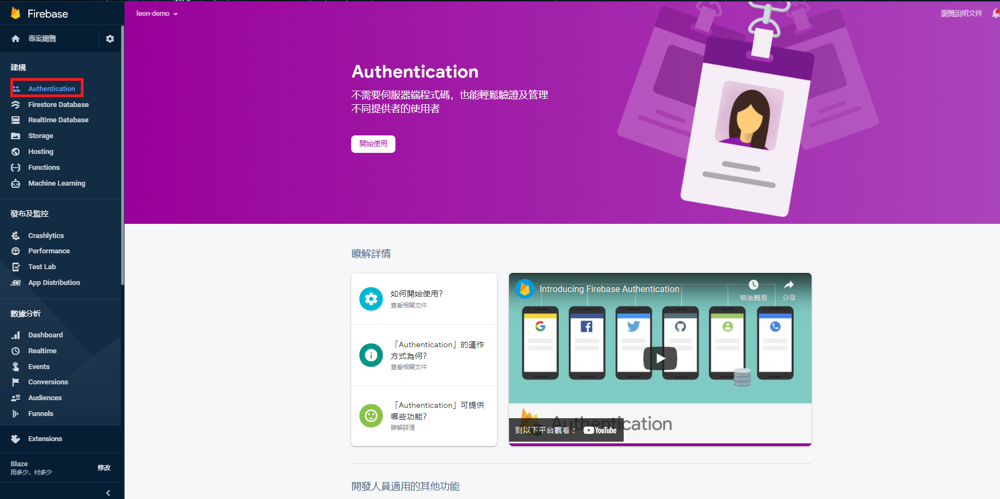 Firebase
專案總覽
建構
Authentication
Firestore Database
Realtime Database
Storage
Hosting
Functions
Machine Learning
發布及監控
Crashlytics
Performance
Test Lab
App Distribution
數據分析
Dashboard
Realtime
Events
Conversions
Audiences
Funnels
Extensions
Blaze
用多少，付多少
修改
leon-demo
瀏覽說明文件
Authentication
不需要伺服器端程式碼，也能輕鬆驗證及管理
不同提供者的使用者
開始使用
瞭解詳情
如何開始使用？
查看相關文件
「Authentication」的運作
方式為何？
查看相關文件
「Authentication」可提供
哪些功能？
瞭解詳情
Introducing Firebase Authentication
稍後觀看
分享
Authentication
到以下平台觀看：
YouTube
開發人員適用的其他功能